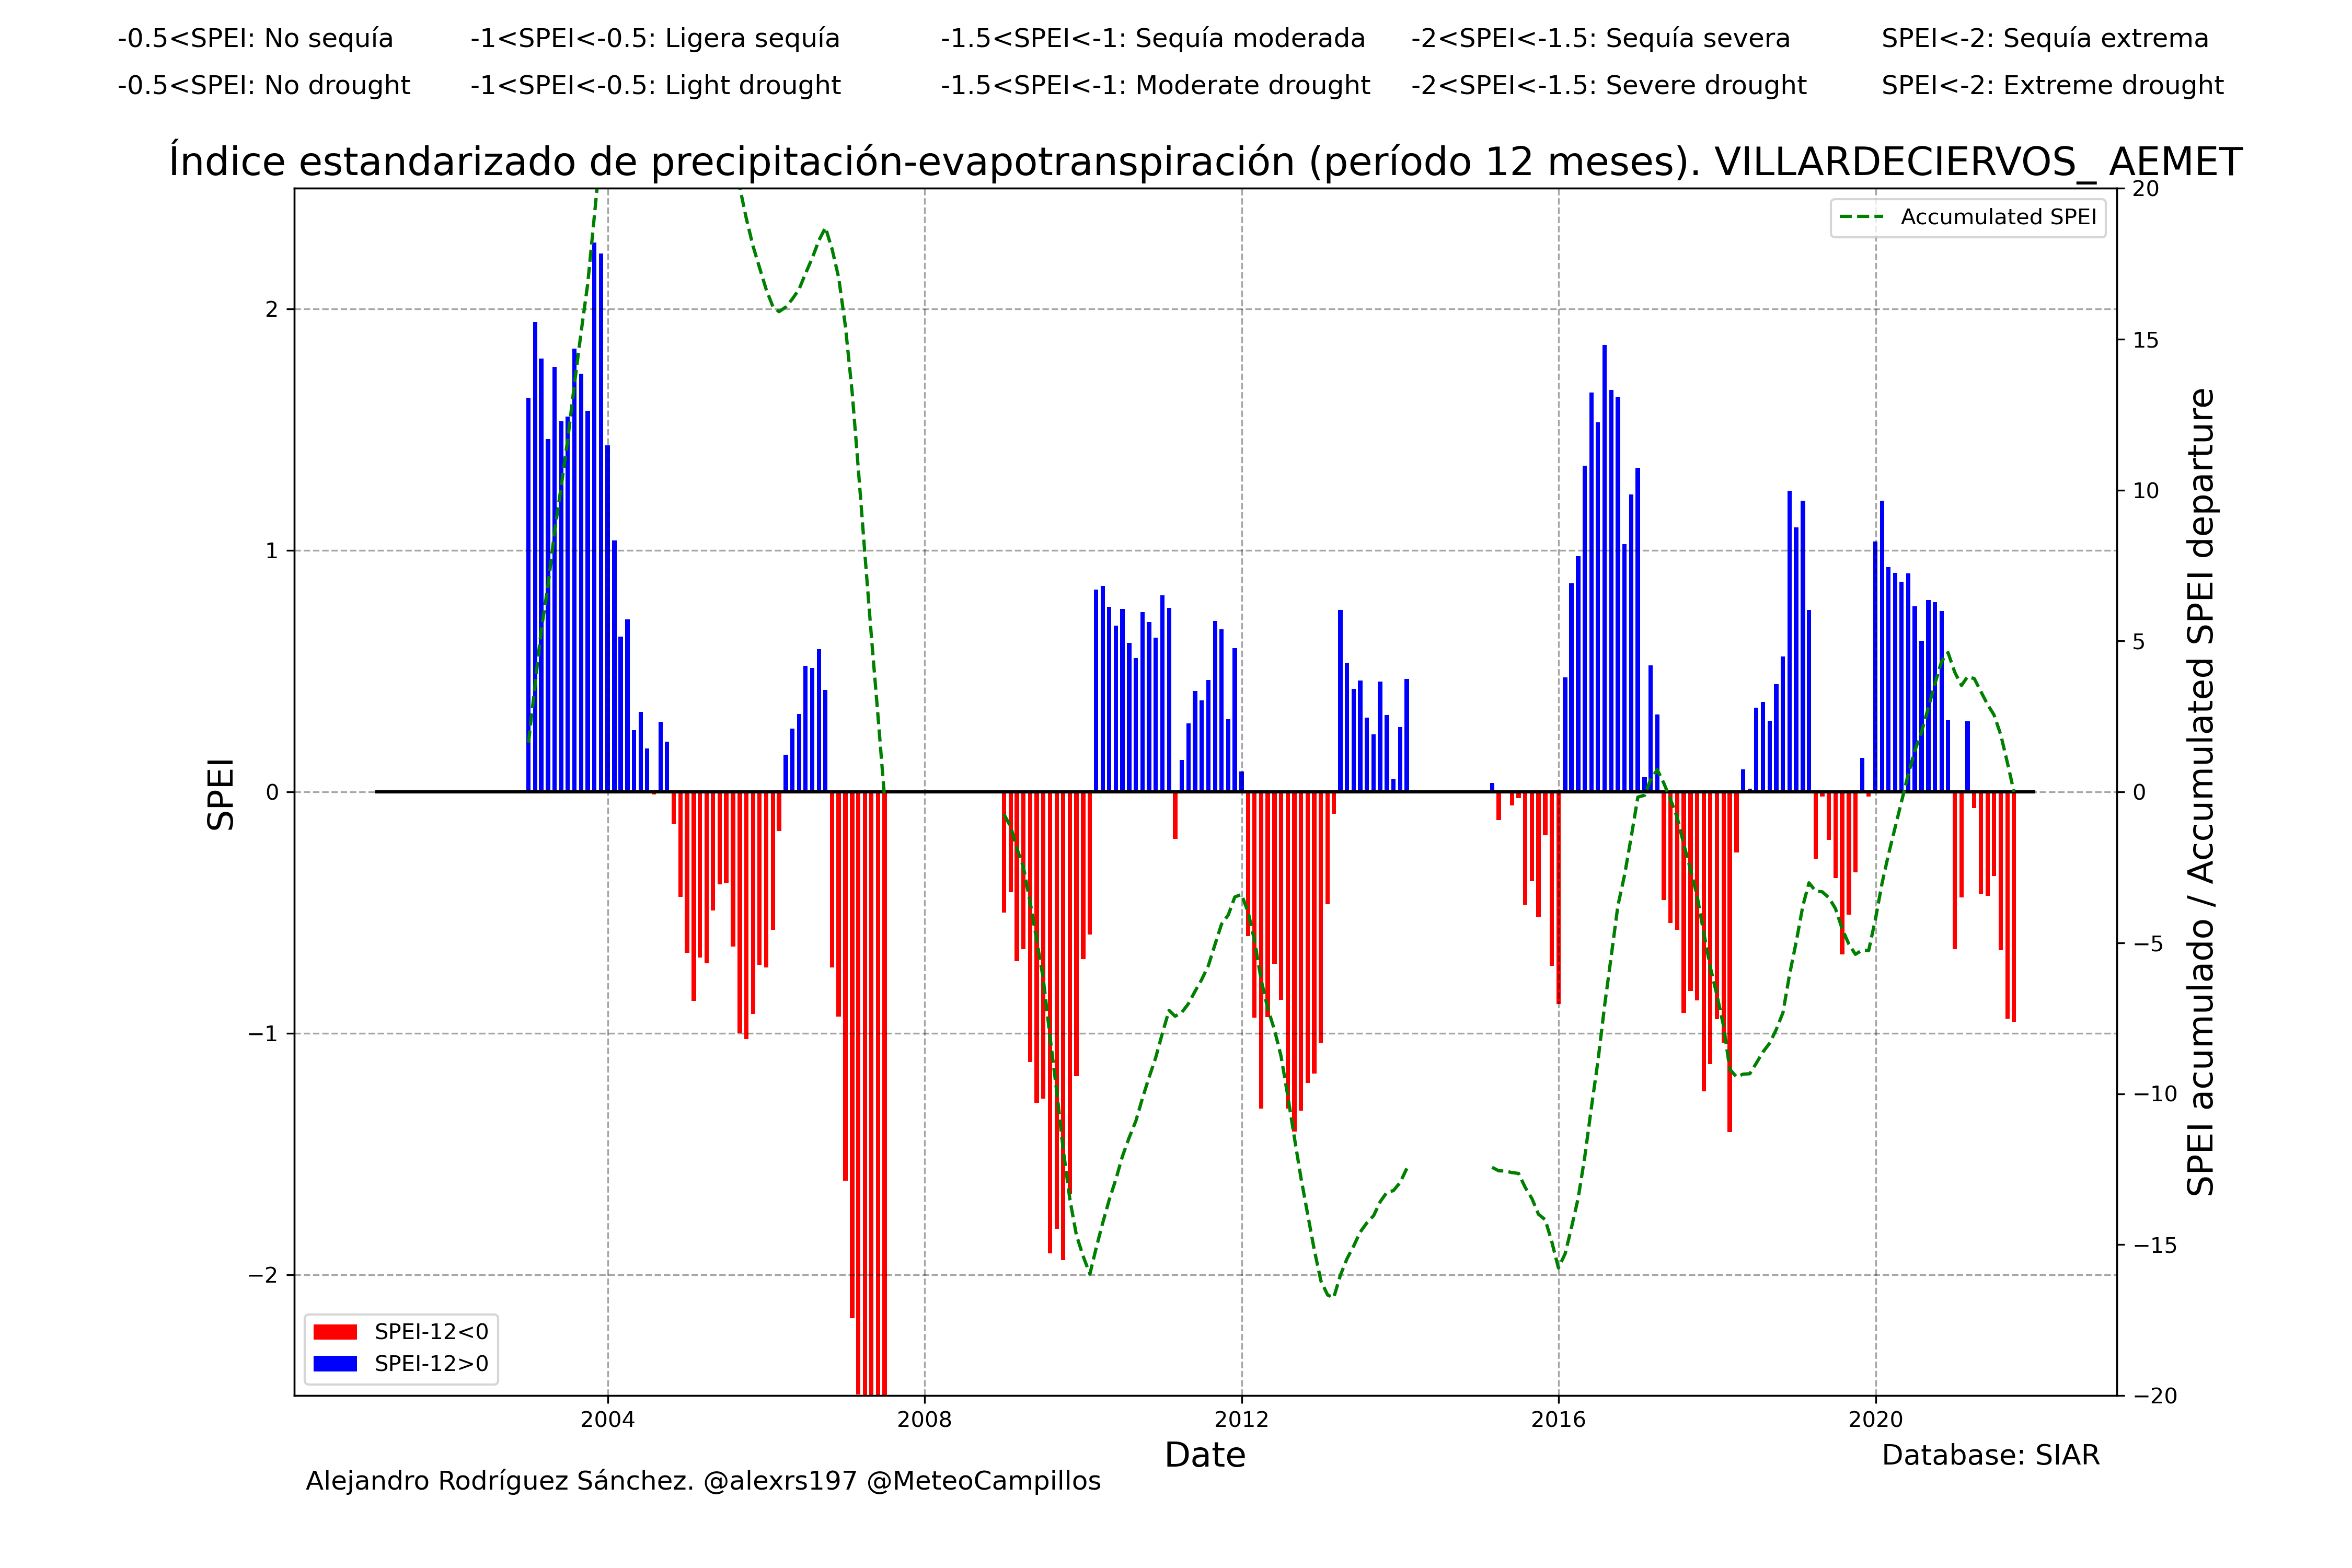 -0.5<SPEI: No sequía -1<SPEI<-0.5: Ligera sequía -1.5<SPEI<-1: Sequía moderada -2<SPEI<-1.5: Sequía severa SPEI<-2: Sequía extrema
-0.5<SPEI: No drought -1<SPEI<-0.5: Light drought -1.5<SPEI<-1: Moderate drought -2<SPEI<-1.5: Severe drought SPEI<-2: Extreme drought
Índice estandarizado de precipitación-evapotranspiración (período 12 meses). VILLARDECIERVOS_ AEMET
Accumulated SPEI
SPEI
2
1
0
−1
−2
20
15
10
5
0
−5
−10
−15
−20
SPEI acumulado / Accumulated SPEI departure
SPEI-12<0
SPEI-12>0
2004 2008 2012 2016 2020
Date
Database: SIAR
Alejandro Rodríguez Sánchez. @alexrs197 @MeteoCampillos